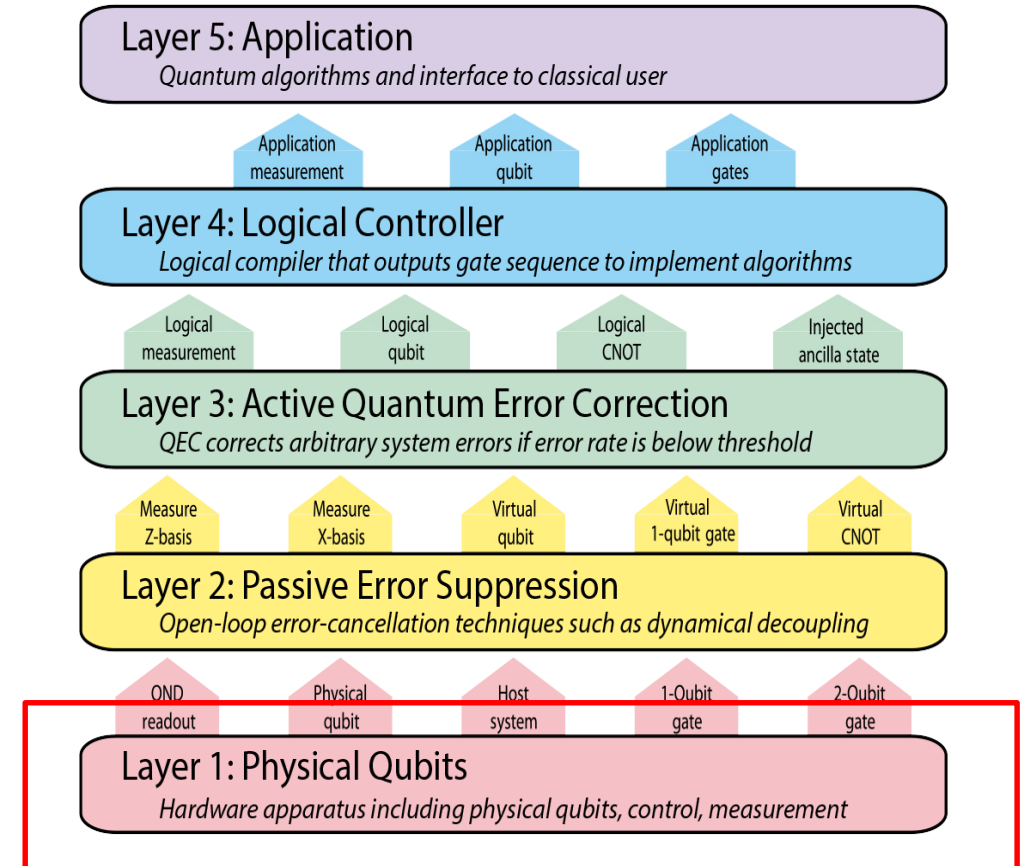 Layer 5: Application
Quantum algorithms and interface to classical user
Application measurement
Application qubit
Application gates
Layer 4: Logical Controller
Logical compiler that outputs gate sequence to implement algorithms
Logical measurement
Logical qubit
Logical CNOT
Injected ancilla state
Layer 3: Active Quantum Error Correction
QEC corrects arbitrary system errors if error rate is below threshold
Measure Z-basis
Measure X-basis
Virtual qubit
Virtual 1-qubit gate
Virtual CNOT
Layer 2: Passive Error Suppression
Open-loop error-cancellation techniques such as dynamical decoupling
QND readout
Physical qubit
Host system
1-Qubit gate
2-Qubit gate
Layer 1: Physical Qubits
Hardware apparatus including physical qubits, control, measurement